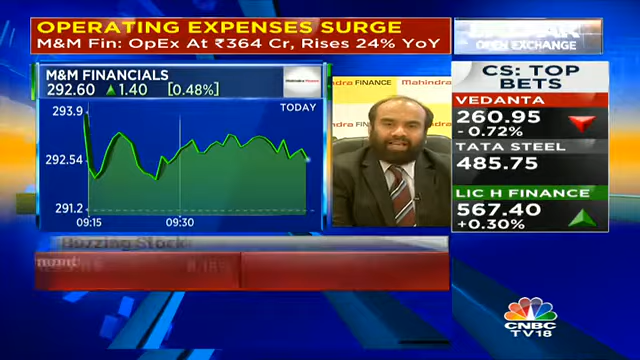 OPERATING EXPENSES SURGE
M&M Fin: OpEx At ₹364 Cr, Rises 24% YoY
OPEN EXCHANGE
M&M FINANCIALS
292.60 ▲ 1.40 [0.48%]
TODAY
293.9
292.54
291.2
09:15 09:30
FINANCE Mahindra
CS: TOP
BETS
VEDANTA
260.95
- 0.72%
TATA STEEL
485.75
LIC H FINANCE
567.40
+0.30%
Buzzing Stock
CNBC
TV18